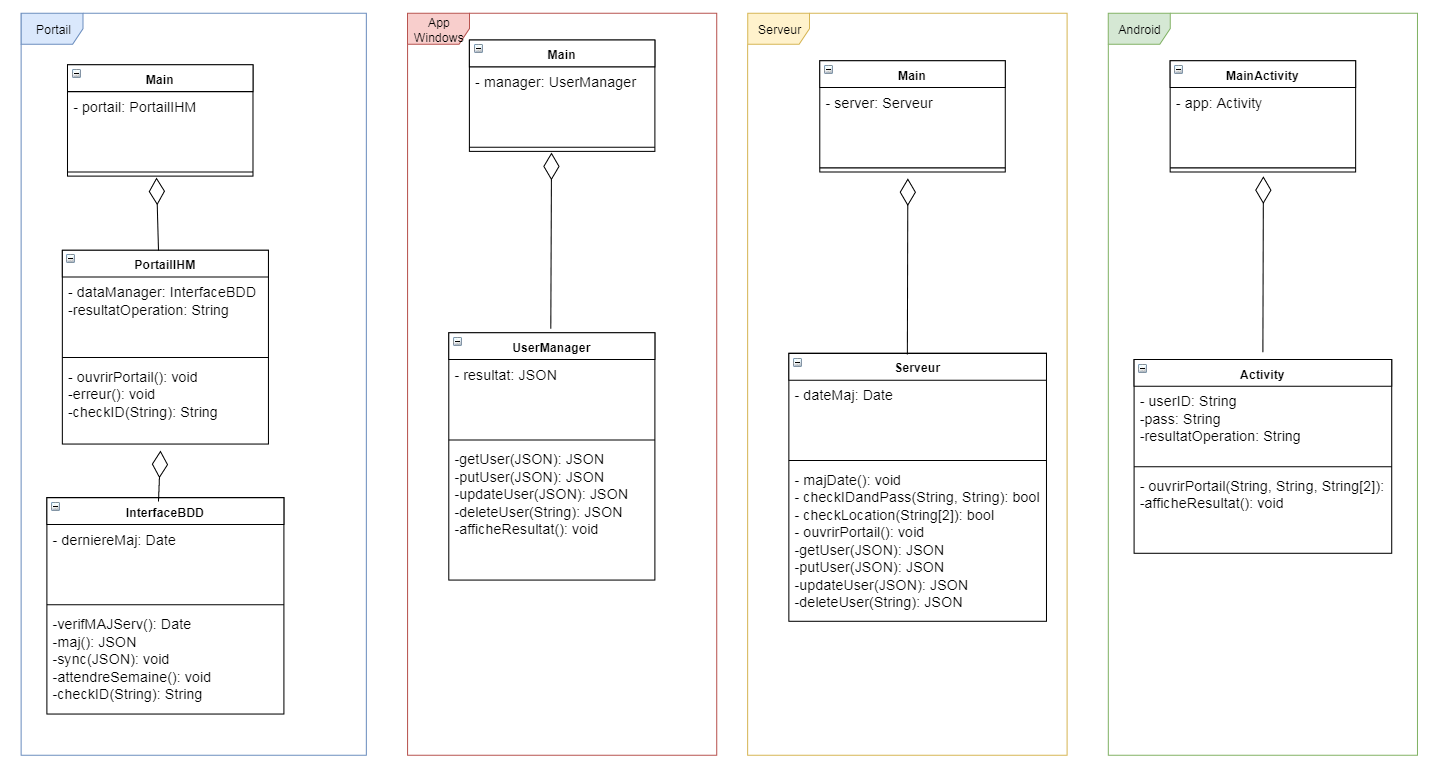 Portail
Main
- portail: PortailIHM
PortailIHM
- dataManager: InterfaceBDD
-resultatOperation: String
- ouvrirPortail(): void
-erreur(): void
-checkID(String): String
InterfaceBDD
- derniereMaj: Date
-verifMAJServ(): Date
-maj(): JSON
-sync(JSON): void
-attendreSemaine(): void
-checkID(String): String
App
Windows
Main
- manager: UserManager
UserManager
- resultat: JSON
-getUser(JSON): JSON
-putUser(JSON): JSON
-updateUser(JSON): JSON
-deleteUser(String): JSON
-afficheResultat(): void
Serveur
Main
- server: Serveur
Serveur
- dateMaj: Date
- majDate(): void
- checkIDandPass(String, String): bool
- checkLocation(String[2]): bool
- ouvrirPortail(): void
-getUser(JSON): JSON
-putUser(JSON): JSON
-updateUser(JSON): JSON
-deleteUser(String): JSON
Android
MainActivity
- app: Activity
Activity
- userID: String
-pass: String
-resultatOperation: String
- ouvrirPortail(String, String, String[2]):
-afficheResultat(): void